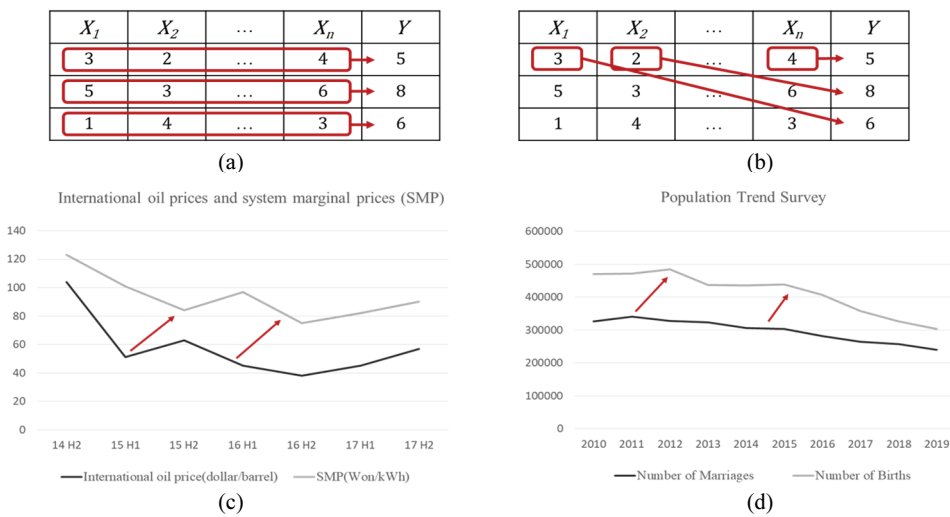 X1 X2 … Xn Y
3 2 … 4 5
5 3 … 6 8
1 4 … 3 6
(a)
X1 X2 … Xn Y
3 2 … 4 5
5 3 … 6 8
1 4 … 3 6
(b)
International oil prices and system marginal prices (SMP)
140
120
100
80
60
40
20
0
14 H2 15 H1 15 H2 16 H1 16 H2 17 H1 17 H2
International oil price(dollar/barrel) SMP(Won/kWh)
(c)
Population Trend Survey
600000
500000
400000
300000
200000
100000
0
2010 2011 2012 2013 2014 2015 2016 2017 2018 2019
Number of Marriages Number of Births
(d)